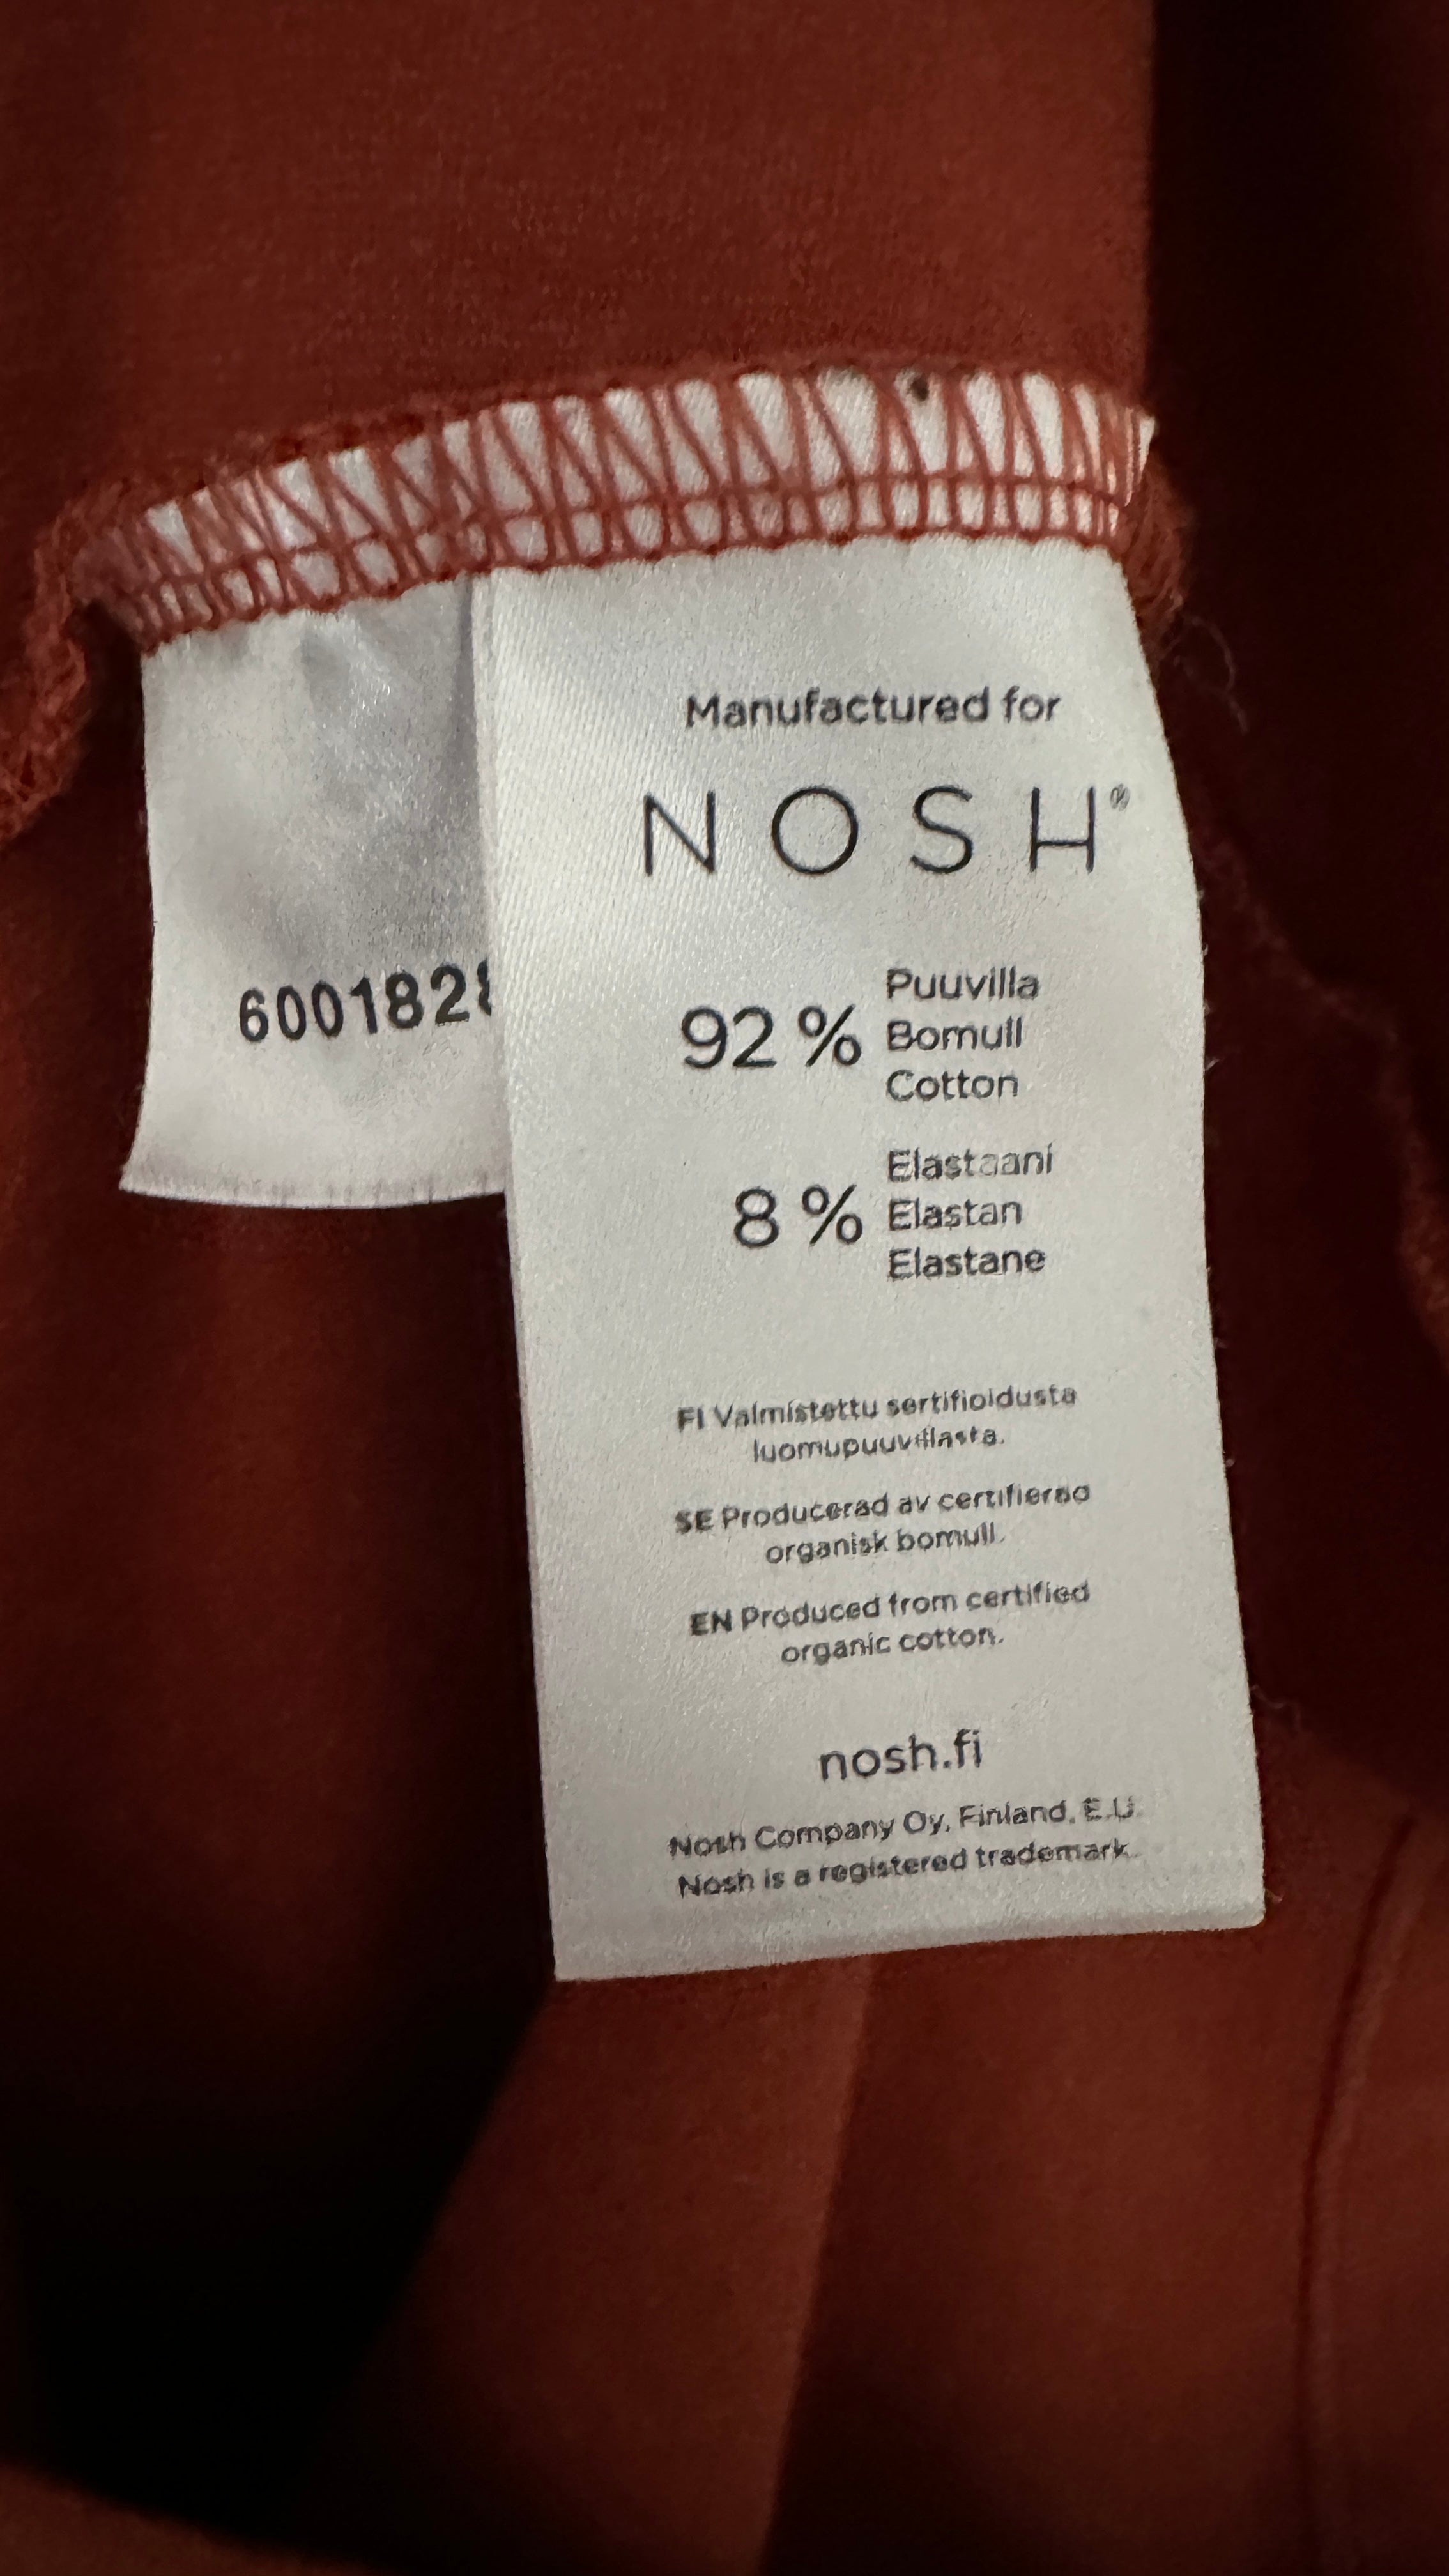 Manufactured for
NOSH®
92 % Puuvilla
Bomull
Cotton
8 % Elastaani
Elastan
Elastane
FI Valmistettu sertifioidusta
luomupuuvillasta.
SE Producerad av certifierad
organisk bomull.
EN Produced from certified
organic cotton.
nosh.fi
Nosh Company Oy, Finland, E.U.
Nosh is a registered trademark.